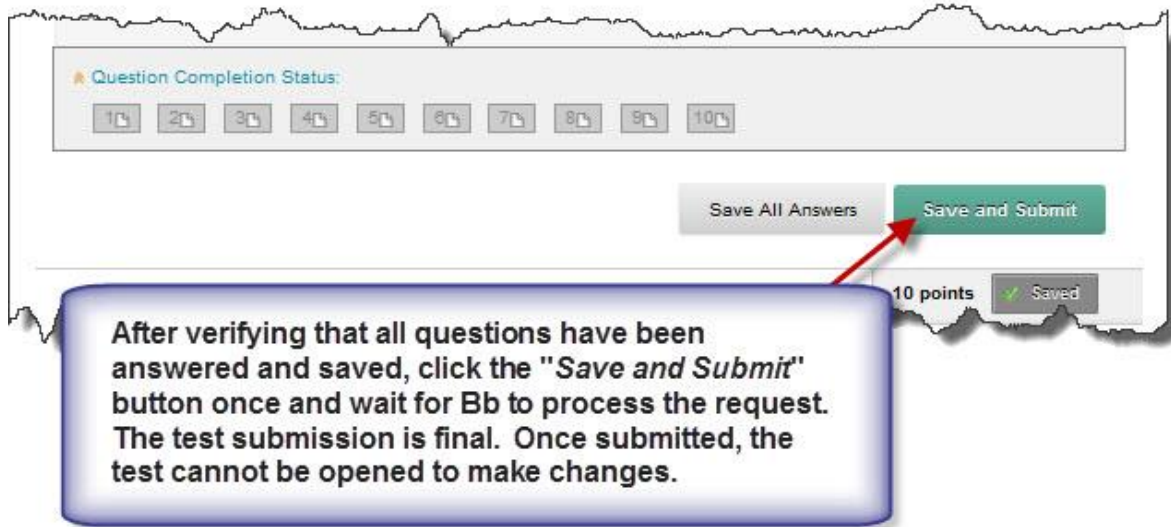 Question Completion Status:
1 2 3 4 5 6 7 8 9 10
Save All Answers Save and Submit
10 points Saved
After verifying that all questions have been
answered and saved, click the "Save and Submit"
button once and wait for Bb to process the request.
The test submission is final. Once submitted, the
test cannot be opened to make changes.